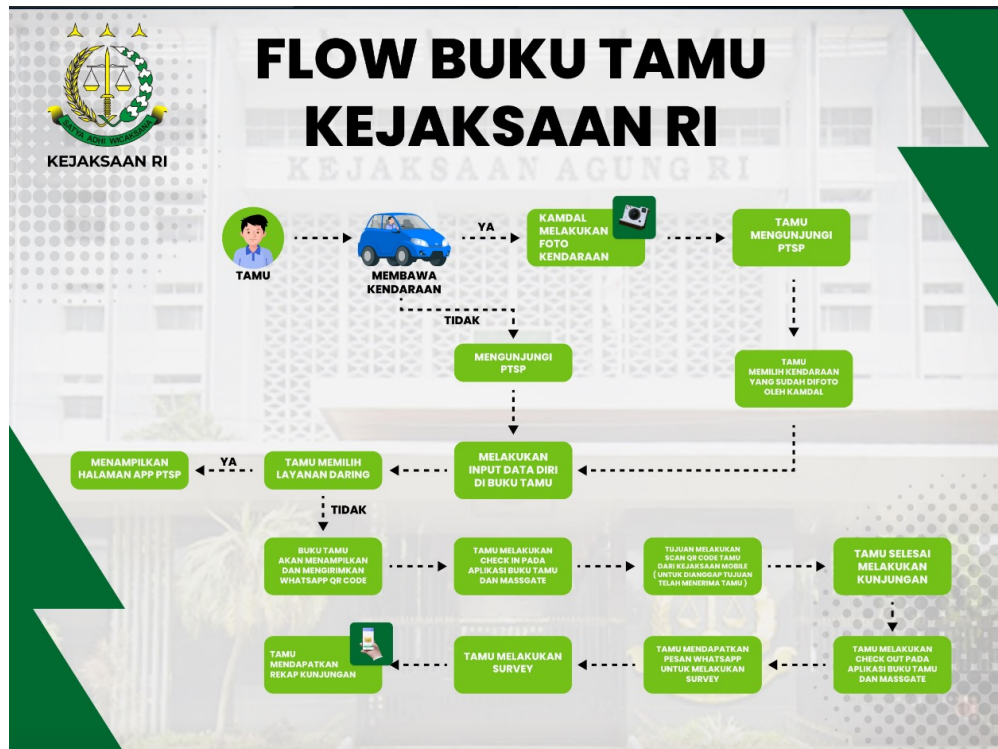 FLOW BUKU TAMU
KEJAKSAAN RI
SATYA ADHI WICAKSANA
KEJAKSAAN RI
KEJAKSAAN AGUNG RI
TAMU
MEMBAWA
KENDARAAN
YA
KAMDAL
MELAKUKAN
FOTO
KENDARAAN
TAMU
MENGUNJUNGI
PTSP
TIDAK
MENGUNJUNGI
PTSP
TAMU
MEMILIH KENDARAAN
YANG SUDAH DIFOTO
OLEH KAMDAL
MELAKUKAN
INPUT DATA DIRI
DI BUKU TAMU
TAMU MEMILIH
LAYANAN DARING
YA
MENAMPILKAN
HALAMAN APP PTSP
TIDAK
BUKU TAMU
AKAN MENAMPILKAN
DAN MENGIRIMKAN
WHATSAPP QR CODE
TAMU MELAKUKAN
CHECK IN PADA
APLIKASI BUKU TAMU
DAN MASSGATE
TUJUAN MELAKUKAN
SCAN QR CODE TAMU
DARI KEJAKSAAN MOBILE
( UNTUK DIANGGAP TUJUAN
TELAH MENERIMA TAMU )
TAMU SELESAI
MELAKUKAN
KUNJUNGAN
TAMU MELAKUKAN
CHECK OUT PADA
APLIKASI BUKU TAMU
DAN MASSGATE
TAMU MENDAPATKAN
PESAN WHATSAPP
UNTUK MELAKUKAN
SURVEY
TAMU MELAKUKAN
SURVEY
TAMU
MENDAPATKAN
REKAP KUNJUNGAN